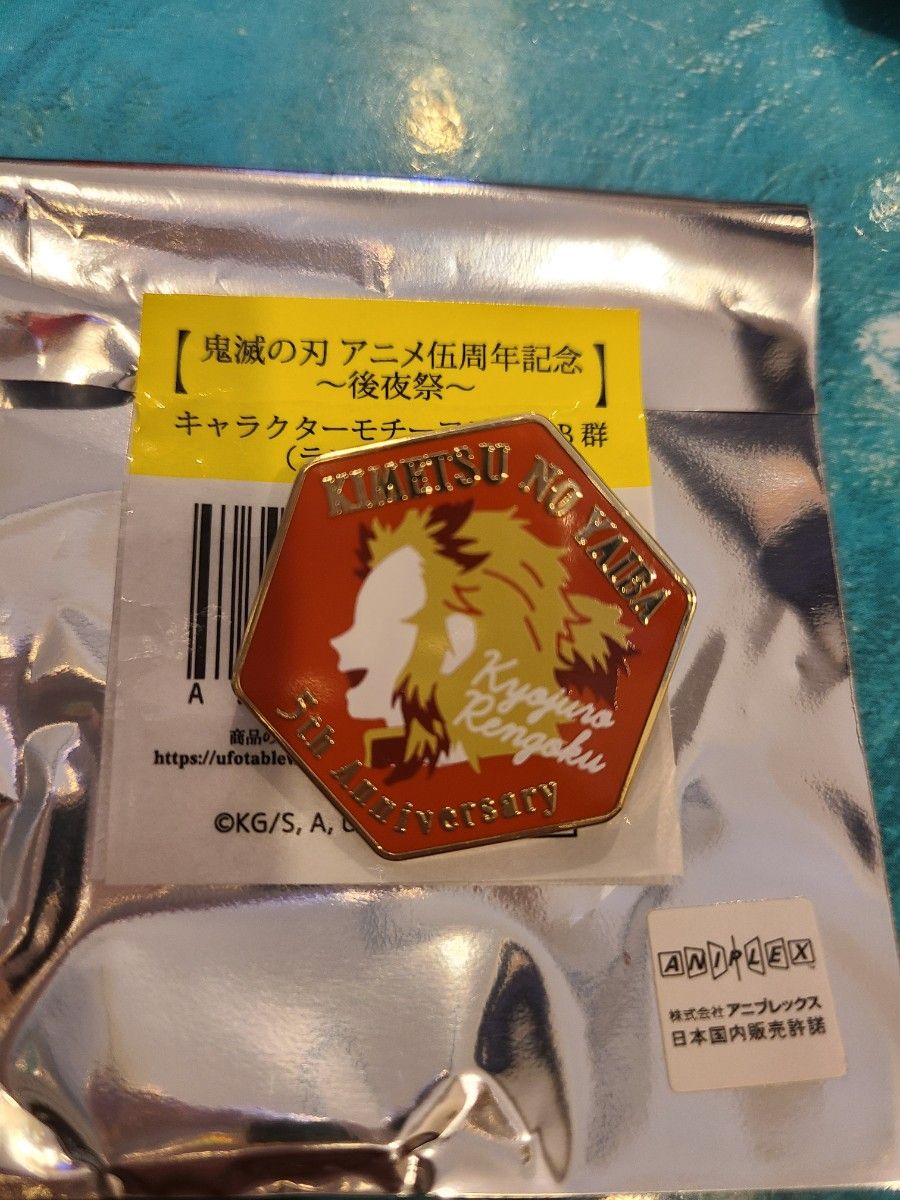 【鬼滅の刃 アニメ伍周年記念
～後夜祭～】
キャラクターモチーフ B 群
KIMETSU NO YAIBA
Kyojuro
Rengoku
5th Anniversary
A
商品の
https://ufotable
©KG/S, A, U
ANIPLEX
株式会社 アニプレックス
日本国内販売許諾